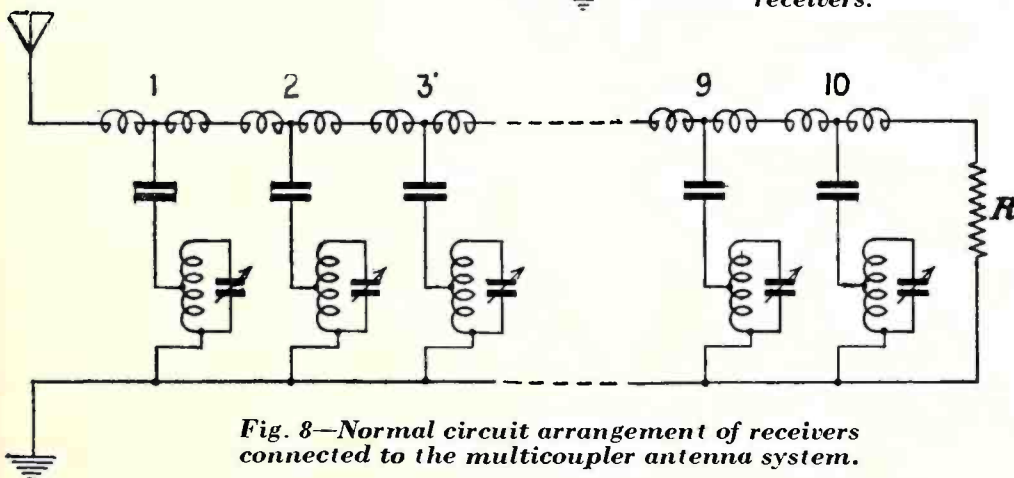 receivers.
1 2 3 9 10
R
Fig. 8—Normal circuit arrangement of receivers
connected to the multicoupler antenna system.